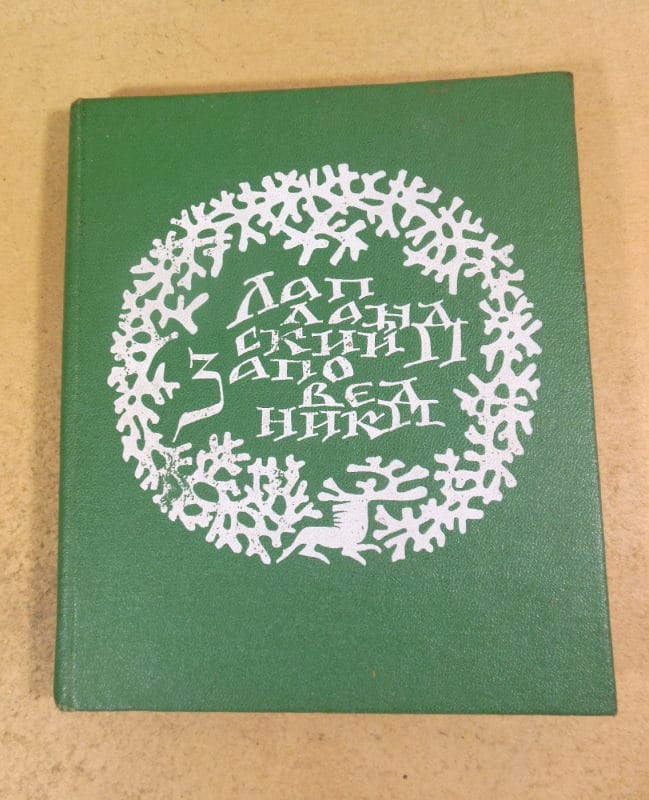 Лап
ланд
ский
Запо
вед
ник